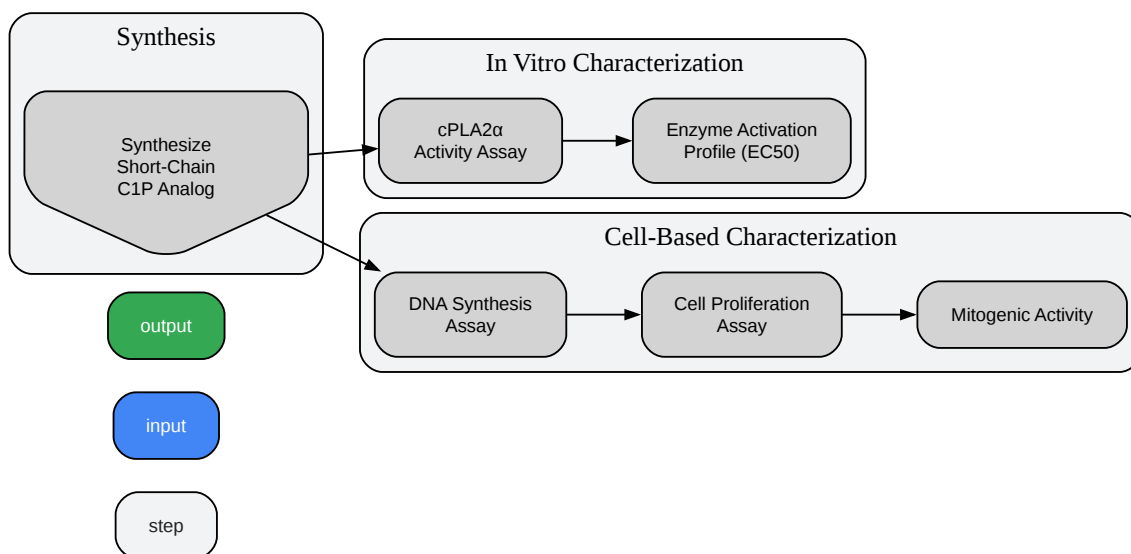 Synthesis
Synthesize
Short-Chain
C1P Analog
In Vitro Characterization
cPLA2α
Activity Assay
Enzyme Activation
Profile (EC50)
Cell-Based Characterization
DNA Synthesis
Assay
Cell Proliferation
Assay
Mitogenic Activity
output
input
step